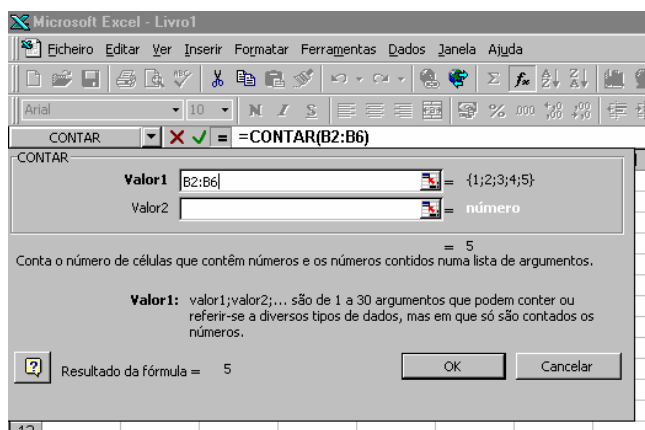 Microsoft Excel - Livro1
Ficheiro Editar Ver Inserir Formatar Ferramentas Dados Janela Ajuda
Arial 10 N I S % 000
CONTAR = =CONTAR(B2:B6)
CONTAR
Valor1 B2:B6 = {1;2;3;4;5}
Valor2 = número
= 5
Conta o número de células que contêm números e os números contidos numa lista de argumentos.
Valor1: valor1;valor2;... são de 1 a 30 argumentos que podem conter ou
referir-se a diversos tipos de dados, mas em que só são contados os
números.
Resultado da fórmula = 5
OK Cancelar